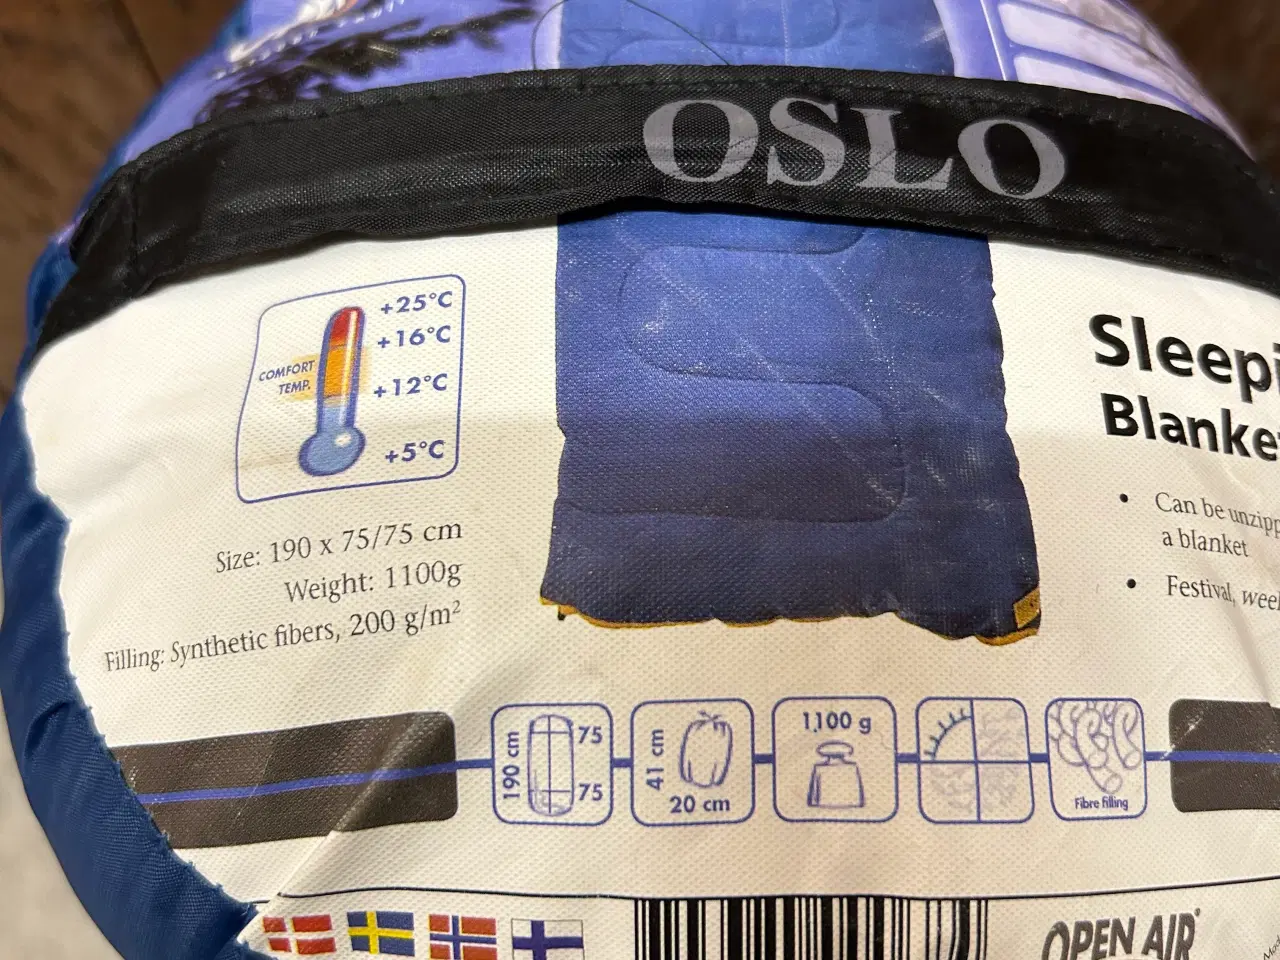 OSLO
+25°C
+16°C
COMFORT
TEMP.
+12°C
+5°C
Size: 190 x 75/75 cm
Weight: 1100g
Filling: Synthetic fibers, 200 g/m²
Sleepi
Blanke
• Can be unzipp
a blanket
• Festival, week
190 cm
75
75
41 cm
20 cm
1,100 g
Fibre filling
OPEN AIR®